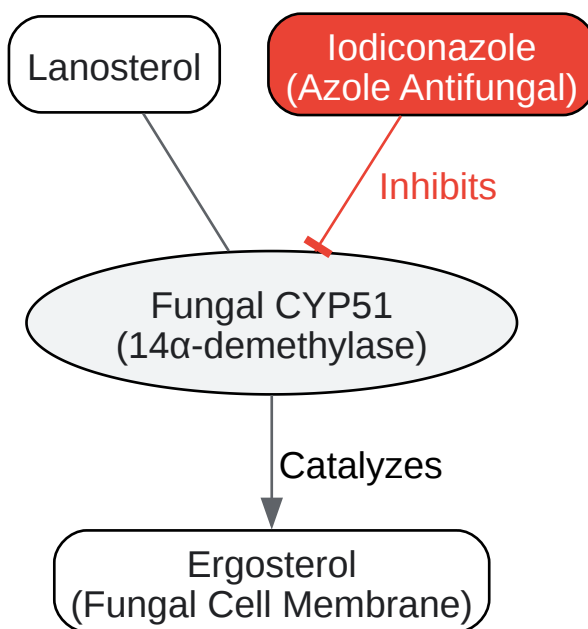 Lanosterol
Iodiconazole
(Azole Antifungal)
Inhibits
Fungal CYP51
(14α-demethylase)
Catalyzes
Ergosterol
(Fungal Cell Membrane)